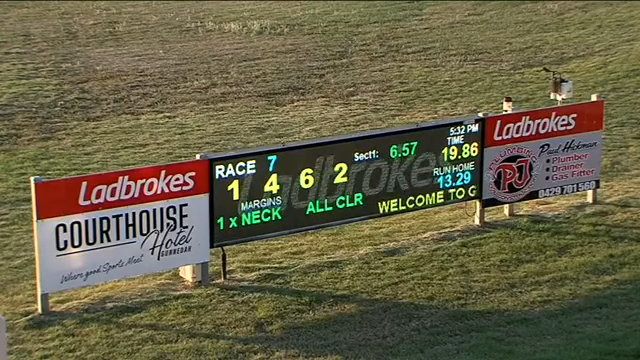 Ladbrokes
COURTHOUSE
Hotel
GUNNEDAH
Where good Sports Meet
RACE 7
1 4 6 2
MARGINS
1 x NECK
ALL CLR
Sect1: 6.57
5:32 PM
TIME
19.86
RUN HOME
13.29
WELCOME TO G
Ladbrokes
Ladbrokes
PLUMBING
PJ
Paul Hickman
• Plumber
• Drainer
• Gas Fitter
0429 701 560